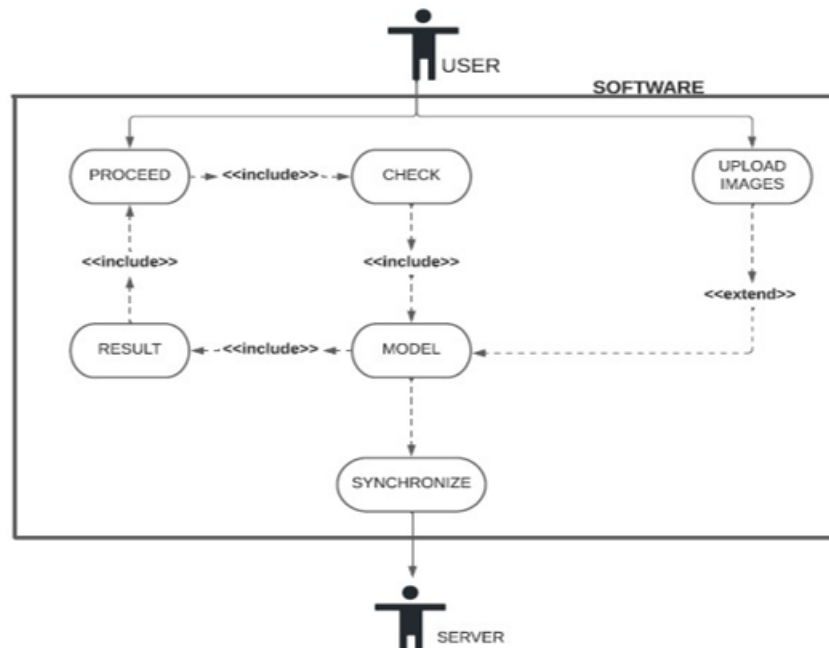 USER
SOFTWARE
PROCEED
<<include>>
CHECK
UPLOAD
IMAGES
<<include>>
<<include>>
<<extend>>
RESULT
<<include>>
MODEL
SYNCHRONIZE
SERVER